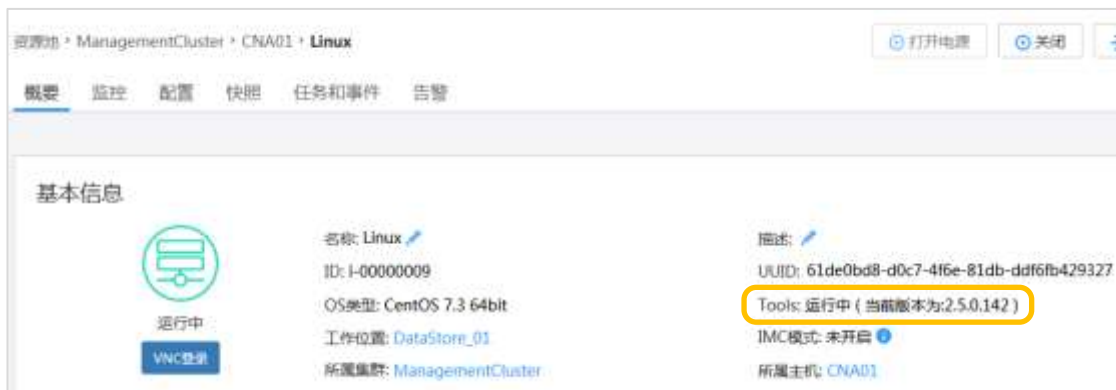 资源池 › ManagementCluster › CNA01 › Linux
打开电源 关闭
概要 监控 配置 快照 任务和事件 告警
基本信息
运行中
VNC登录
名称: Linux
ID: i-00000009
OS类型: CentOS 7.3 64bit
工作位置: DataStore_01
所属集群: ManagementCluster
描述:
UUID: 61de0bd8-d0c7-4f6e-81db-ddf6fb429327
Tools: 运行中 ( 当前版本为:2.5.0.142 )
IMC模式: 未开启
所属主机: CNA01